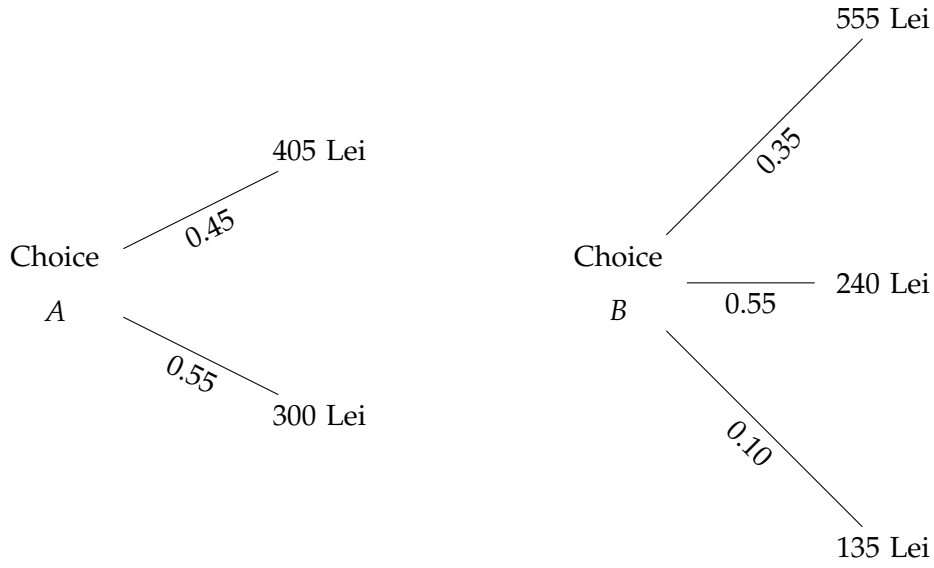 405 Lei
0.45
Choice
A
0.55
300 Lei
555 Lei
0.35
Choice
B
0.55
240 Lei
0.10
135 Lei